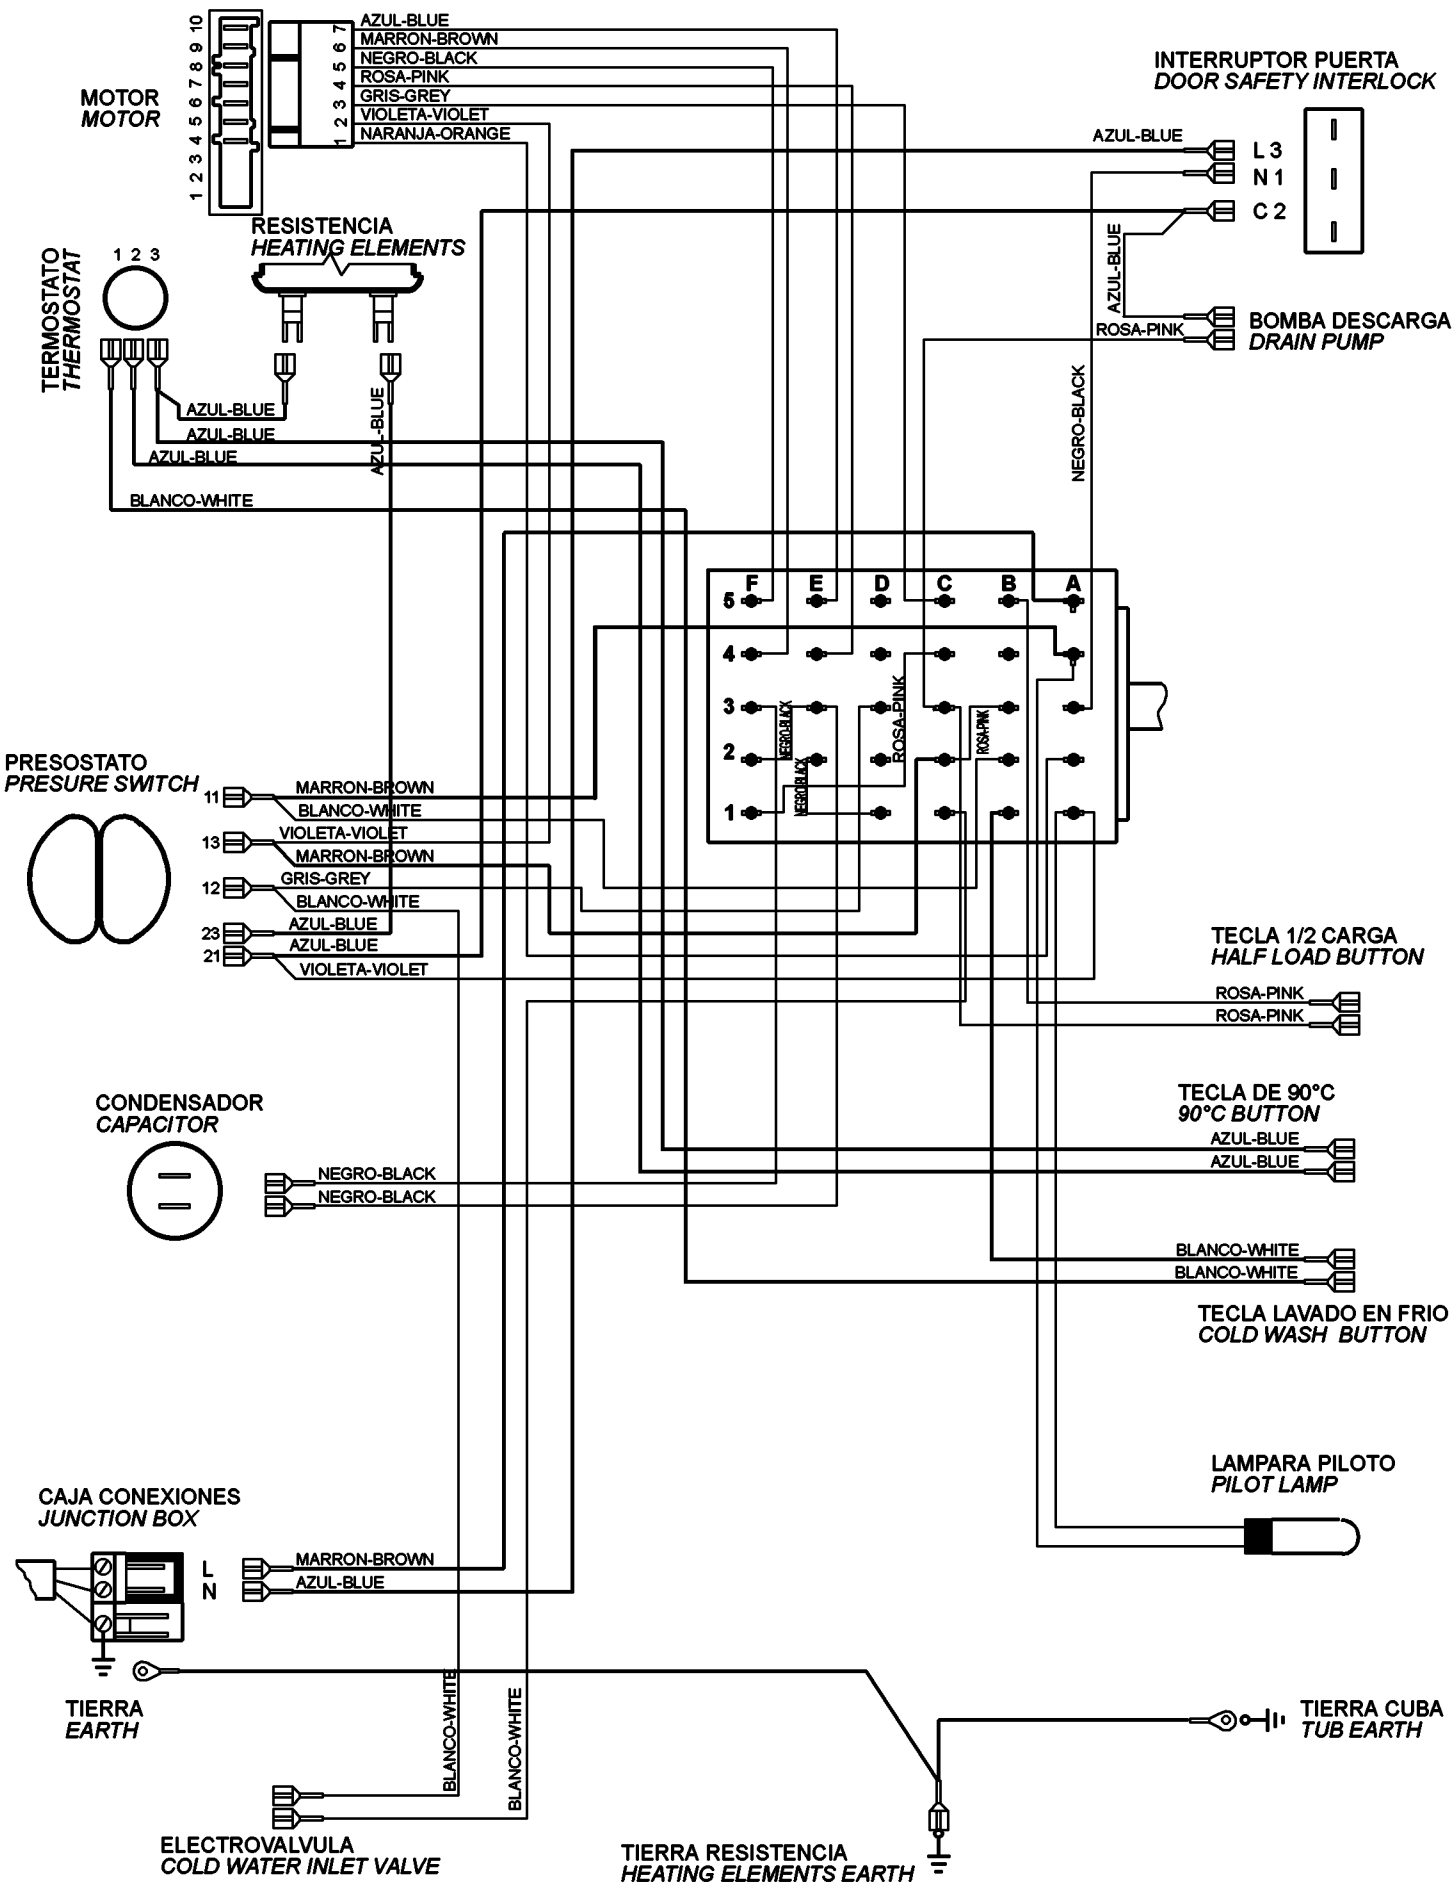 MOTOR
MOTOR
10
9
8
7
6
5
4
3
2
1
7
6
5
4
3
2
1
AZUL-BLUE
MARRON-BROWN
NEGRO-BLACK
ROSA-PINK
GRIS-GREY
VIOLETA-VIOLET
NARANJA-ORANGE
INTERRUPTOR PUERTA
DOOR SAFETY INTERLOCK
AZUL-BLUE
L 3
N 1
C 2
AZUL-BLUE
ROSA-PINK
BOMBA DESCARGA
DRAIN PUMP
NEGRO-BLACK
RESISTENCIA
HEATING ELEMENTS
TERMOSTATO
THERMOSTAT
1 2 3
AZUL-BLUE
AZUL-BLUE
AZUL-BLUE
AZUL-BLUE
BLANCO-WHITE
F E D C B A
5
4
3
2
1
NEGRO-BLACK
NEGRO-BLACK
ROSA-PINK
ROSA-PINK
PRESOSTATO
PRESURE SWITCH
11
13
12
23
21
MARRON-BROWN
BLANCO-WHITE
VIOLETA-VIOLET
MARRON-BROWN
GRIS-GREY
BLANCO-WHITE
AZUL-BLUE
AZUL-BLUE
VIOLETA-VIOLET
TECLA 1/2 CARGA
HALF LOAD BUTTON
ROSA-PINK
ROSA-PINK
TECLA DE 90°C
90°C BUTTON
AZUL-BLUE
AZUL-BLUE
CONDENSADOR
CAPACITOR
NEGRO-BLACK
NEGRO-BLACK
BLANCO-WHITE
BLANCO-WHITE
TECLA LAVADO EN FRIO
COLD WASH BUTTON
LAMPARA PILOTO
PILOT LAMP
CAJA CONEXIONES
JUNCTION BOX
L
N
MARRON-BROWN
AZUL-BLUE
TIERRA
EARTH
BLANCO-WHITE
BLANCO-WHITE
TIERRA CUBA
TUB EARTH
ELECTROVALVULA
COLD WATER INLET VALVE
TIERRA RESISTENCIA
HEATING ELEMENTS EARTH